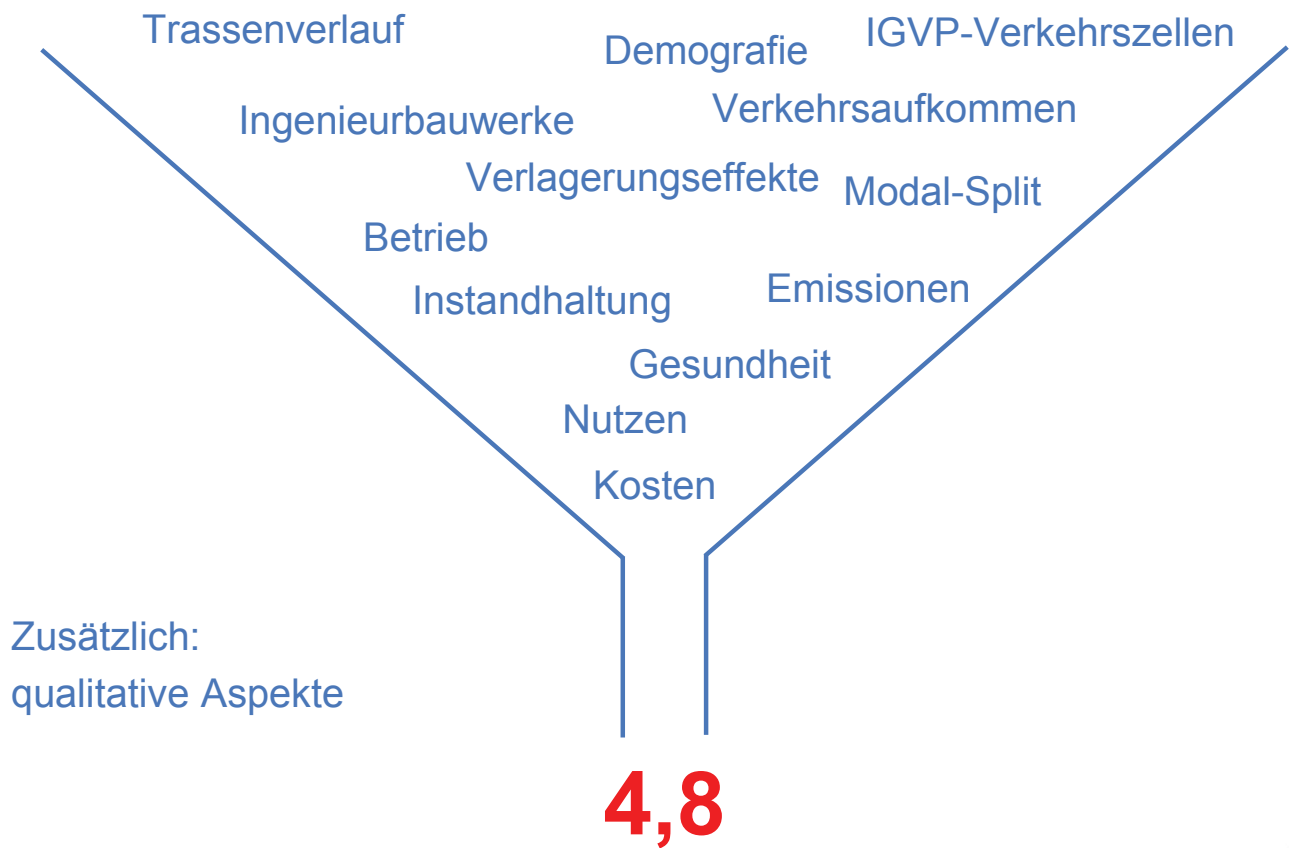 Trassenverlauf
Demografie
IGVP-Verkehrszellen
Ingenieurbauwerke
Verkehrsaufkommen
Verlagerungseffekte
Modal-Split
Betrieb
Instandhaltung
Emissionen
Gesundheit
Nutzen
Kosten
Zusätzlich:
qualitative Aspekte
4,8